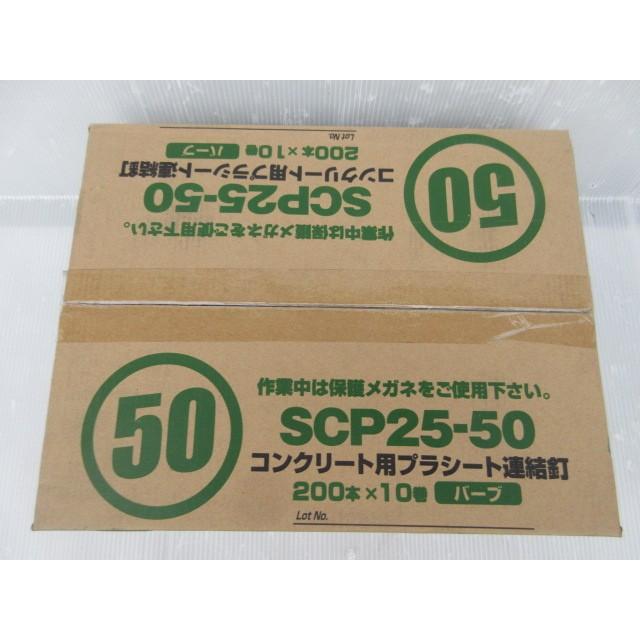 Lot No.
200本×10巻 バーブ
コンクリート用プラシート連結釘
SCP25-50
作業中は保護メガネをご使用下さい。
50
50
作業中は保護メガネをご使用下さい。
SCP25-50
コンクリート用プラシート連結釘
200本×10巻 バーブ
Lot No.